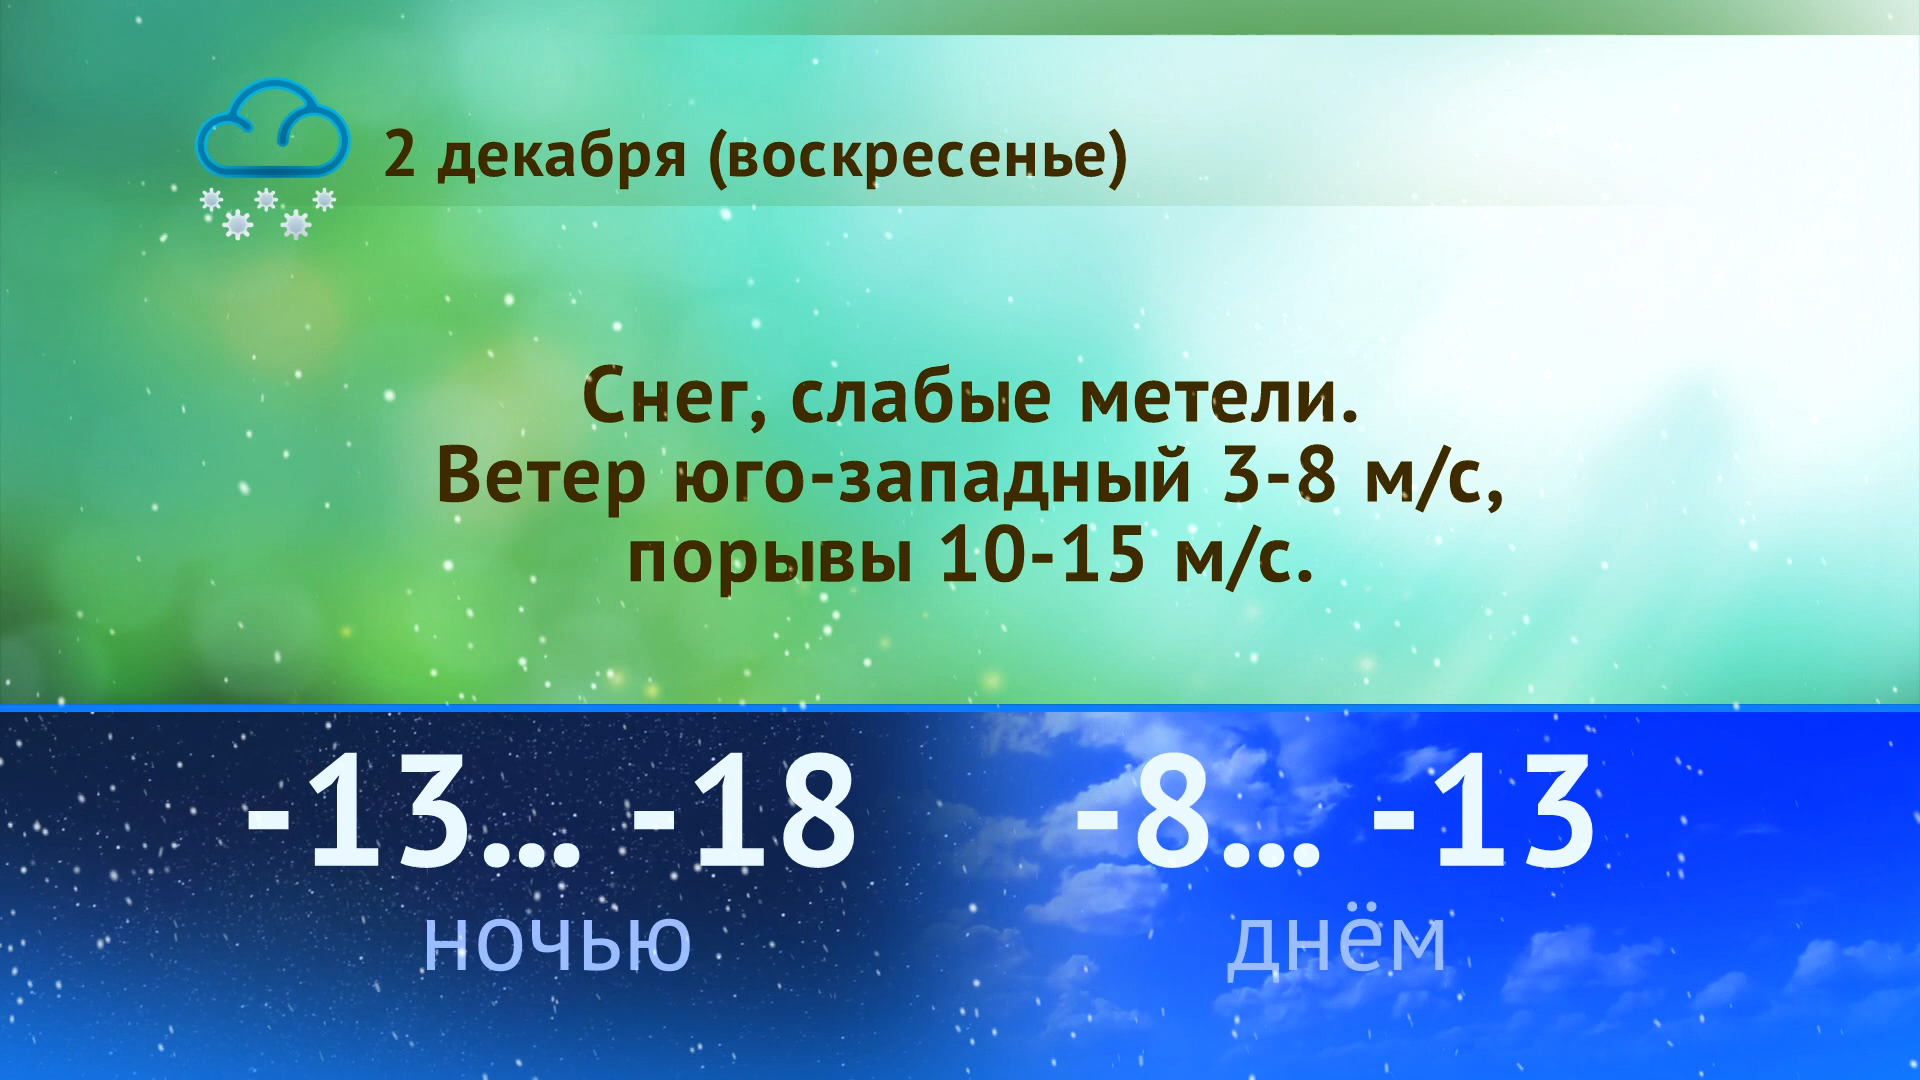 2 декабря (воскресенье)
Снег, слабые метели.
Ветер юго-западный 3-8 м/с,
порывы 10-15 м/с.
-13... -18
ночью
-8... -13
днём